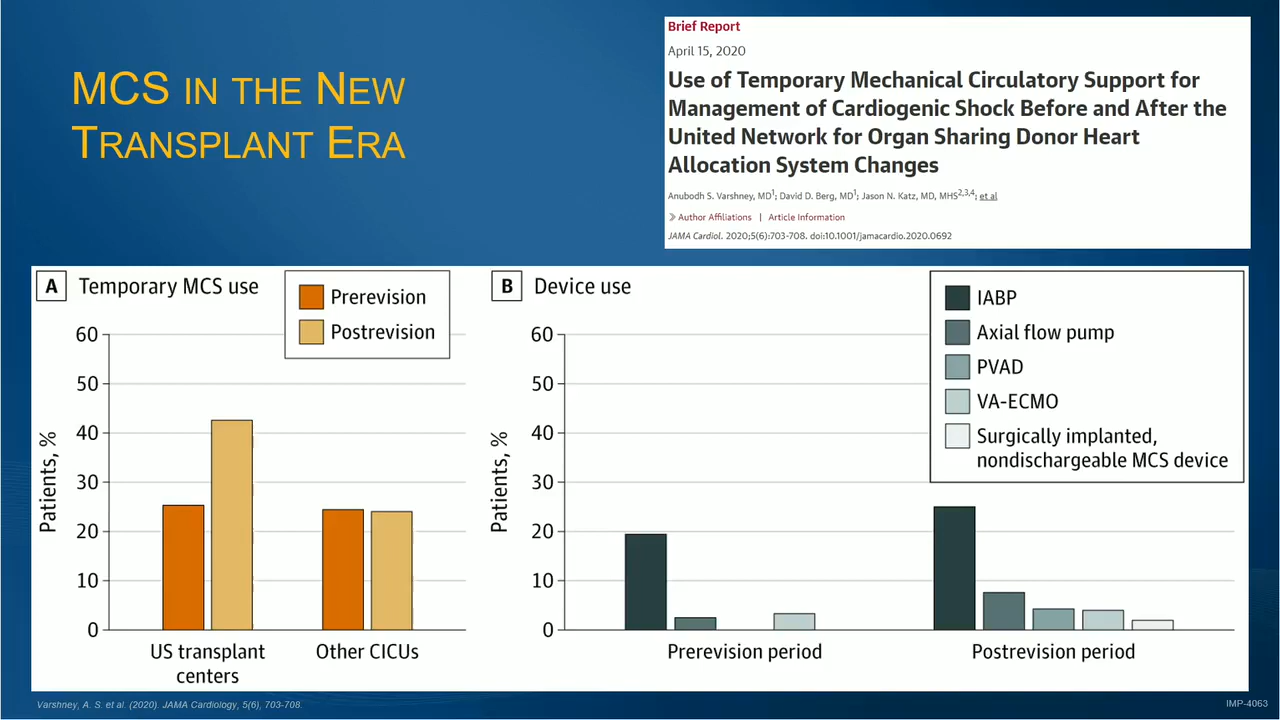 MCS IN THE NEW
TRANSPLANT ERA
Brief Report
April 15, 2020
Use of Temporary Mechanical Circulatory Support for
Management of Cardiogenic Shock Before and After the
United Network for Organ Sharing Donor Heart
Allocation System Changes
Anubodh S. Varshney, MD1; David D. Berg, MD1; Jason N. Katz, MD, MHS2,3,4; et al
Author Affiliations | Article Information
JAMA Cardiol. 2020;5(6):703-708. doi:10.1001/jamacardio.2020.0692
A Temporary MCS use
Prerevision
Postrevision
Patients, %
60
50
40
30
20
10
0
US transplant
centers
Other CICUs
B Device use
IABP
Axial flow pump
PVAD
VA-ECMO
Surgically implanted,
nondischargeable MCS device
Patients, %
60
50
40
30
20
10
0
Prerevision period
Postrevision period
Varshney, A. S. et al. (2020). JAMA Cardiology, 5(6), 703-708.
IMP-4063